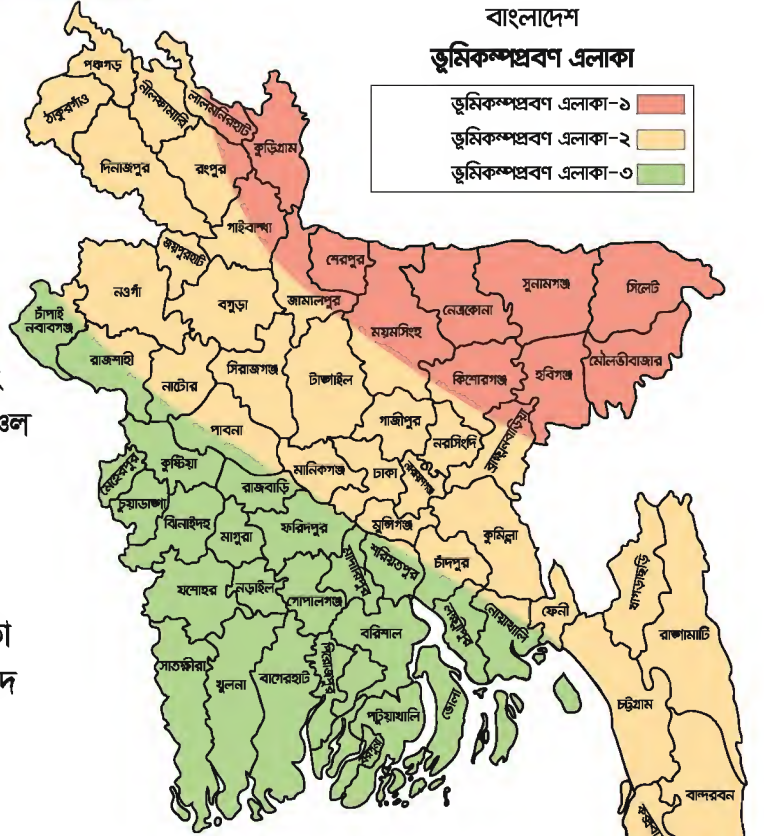 বাংলাদেশ
ভূমিকম্পপ্রবণ এলাকা
ভূমিকম্পপ্রবণ এলাকা-১
ভূমিকম্পপ্রবণ এলাকা-২
ভূমিকম্পপ্রবণ এলাকা-৩
পঞ্চগড়
ঠাকুরগাঁও
নীলফামারি
লালমনিরহাট
কুড়িগ্রাম
দিনাজপুর
রংপুর
গাইবান্ধা
জয়পুরহাট
শেরপুর
সুনামগঞ্জ
সিলেট
নওগাঁ
বগুড়া
জামালপুর
নেত্রকোনা
ময়মসিংহ
চাঁপাই
নবাবগঞ্জ
রাজশাহী
নাটোর
সিরাজগঞ্জ
টাঙ্গাইল
কিশোরগঞ্জ
হবিগঞ্জ
মৌলভীবাজার
পাবনা
গাজীপুর
নরসিংদি
ব্রাহ্মণবাড়িয়া
মেহেরপুর
কুষ্টিয়া
মানিকগঞ্জ
ঢাকা
চুয়াডাঙ্গা
রাজবাড়ি
ঝিনাইদহ
মাগুরা
ফরিদপুর
মুন্সিগঞ্জ
কুমিল্লা
শরিয়তপুর
মাদারিপুর
চাঁদপুর
খাগড়াছড়ি
যশোহর
নড়াইল
গোপালগঞ্জ
লক্ষ্মীপুর
নোয়াখালি
ফেনী
রাঙ্গামাটি
বরিশাল
সাতক্ষীরা
খুলনা
বাগেরহাট
পিরোজপুর
ভোলা
পটুয়াখালি
বরগুনা
চট্টগ্রাম
বান্দরবন